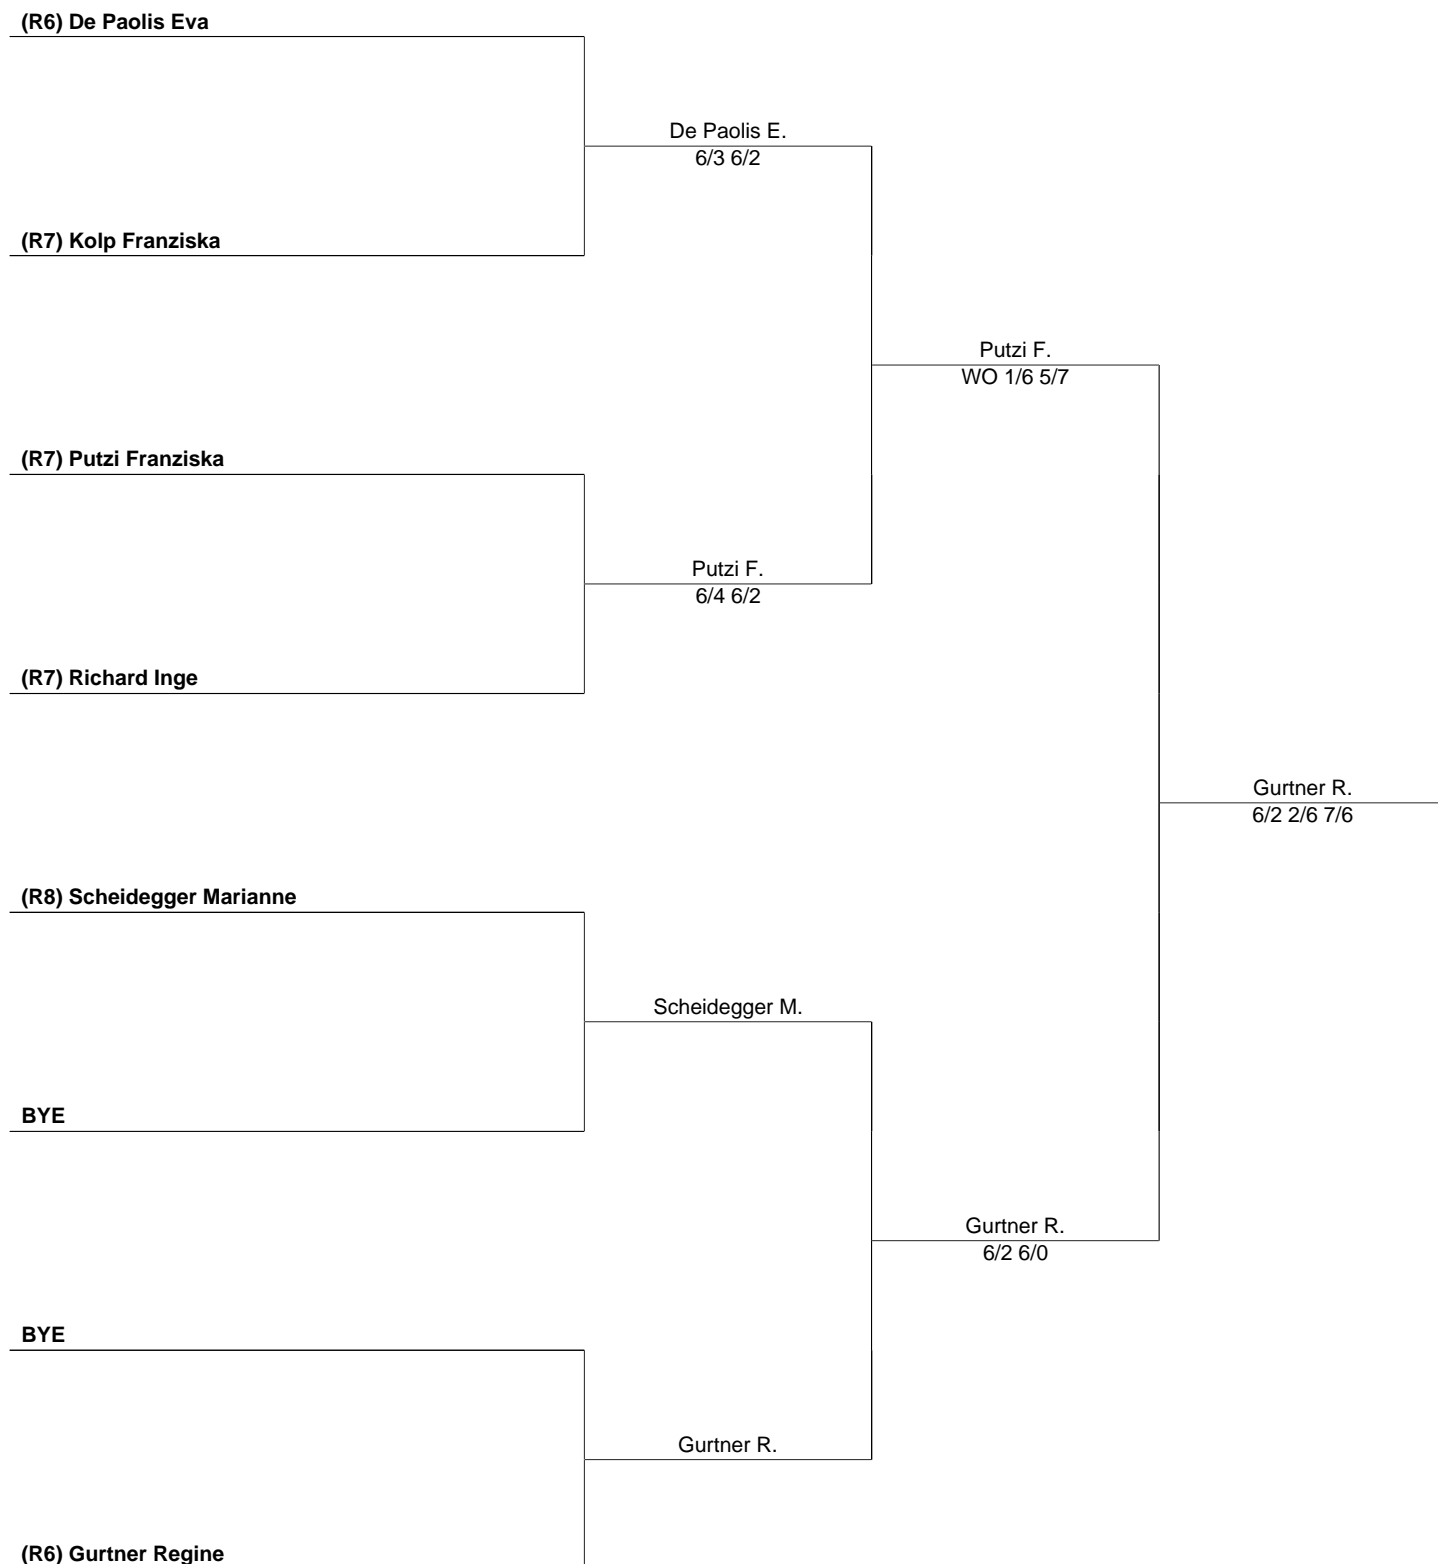 (R6) De Paolis Eva
De Paolis E.
6/3 6/2
(R7) Kolp Franziska
Putzi F.
WO 1/6 5/7
(R7) Putzi Franziska
Putzi F.
6/4 6/2
(R7) Richard Inge
Gurtner R.
6/2 2/6 7/6
(R8) Scheidegger Marianne
Scheidegger M.
BYE
Gurtner R.
6/2 6/0
BYE
Gurtner R.
(R6) Gurtner Regine